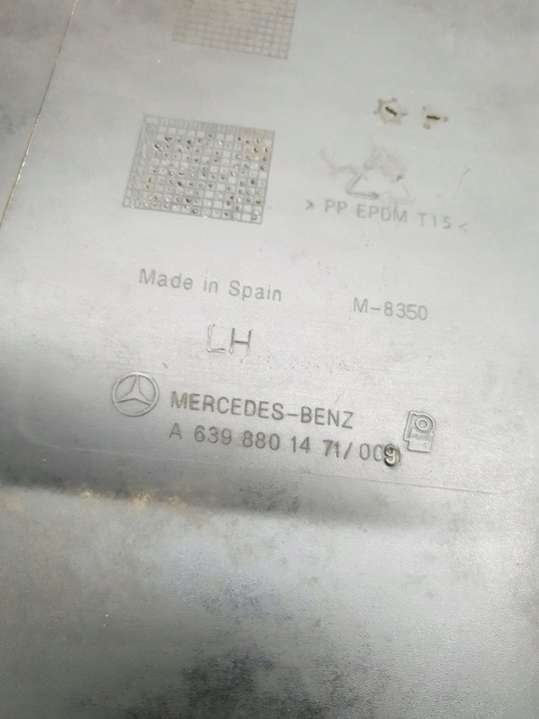 > PP EPDM T15 <
Made in Spain
M-8350
LH
MERCEDES-BENZ
A 639 880 14 71/009